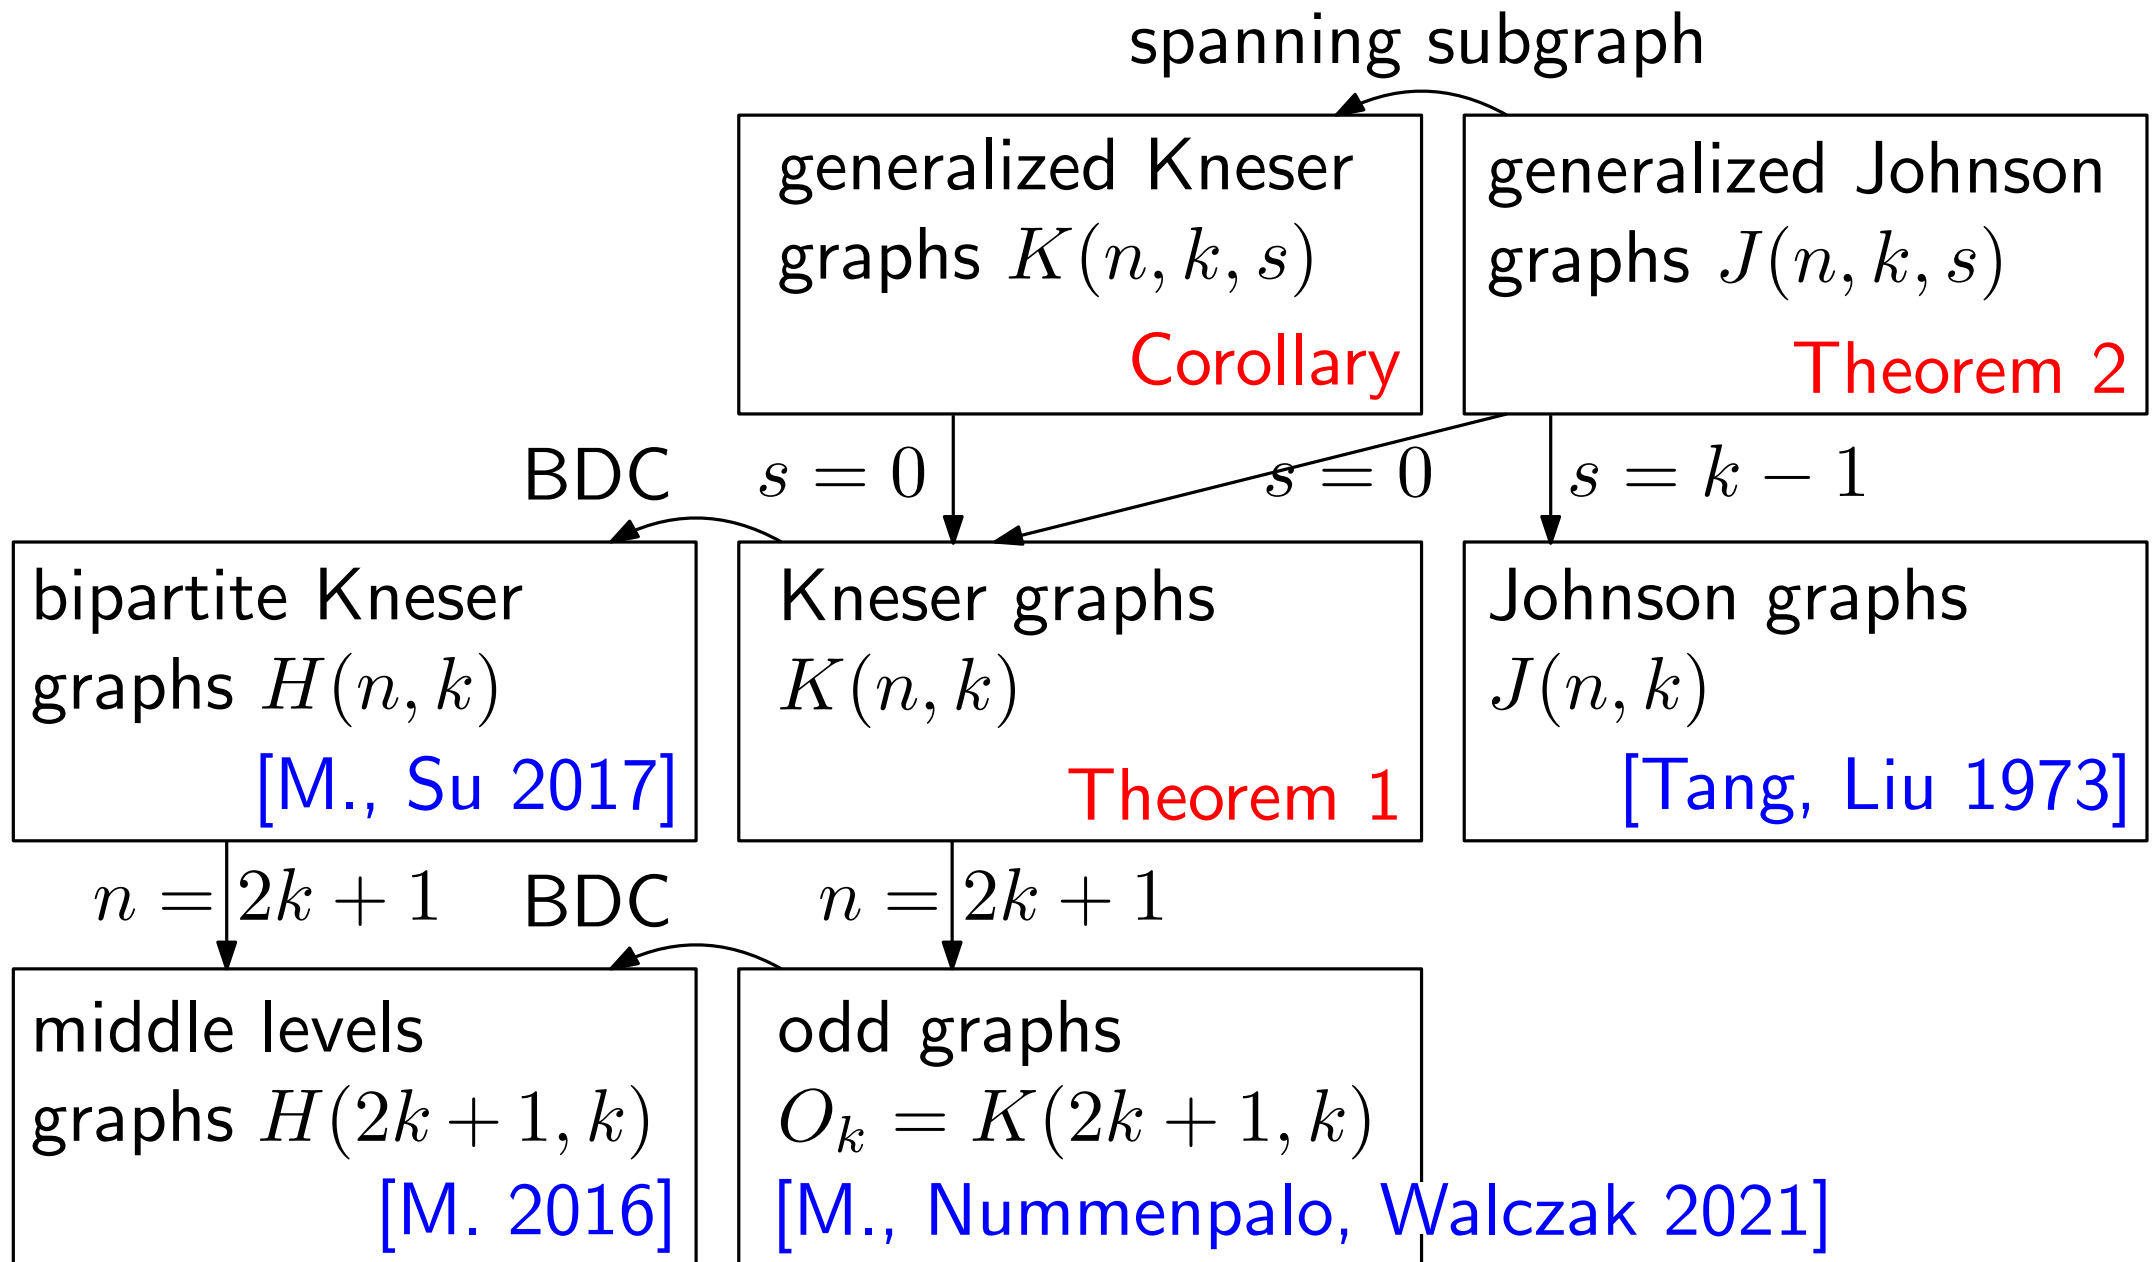 spanning subgraph
generalized Kneser
graphs K(n, k, s)
Corollary
generalized Johnson
graphs J(n, k, s)
Theorem 2
BDC
s = 0
s = 0
s = k − 1
bipartite Kneser
graphs H(n, k)
[M., Su 2017]
Kneser graphs
K(n, k)
Theorem 1
Johnson graphs
J(n, k)
[Tang, Liu 1973]
n = 2k + 1
BDC
n = 2k + 1
middle levels
graphs H(2k + 1, k)
[M. 2016]
odd graphs
Oₖ = K(2k + 1, k)
[M., Nummenpalo, Walczak 2021]